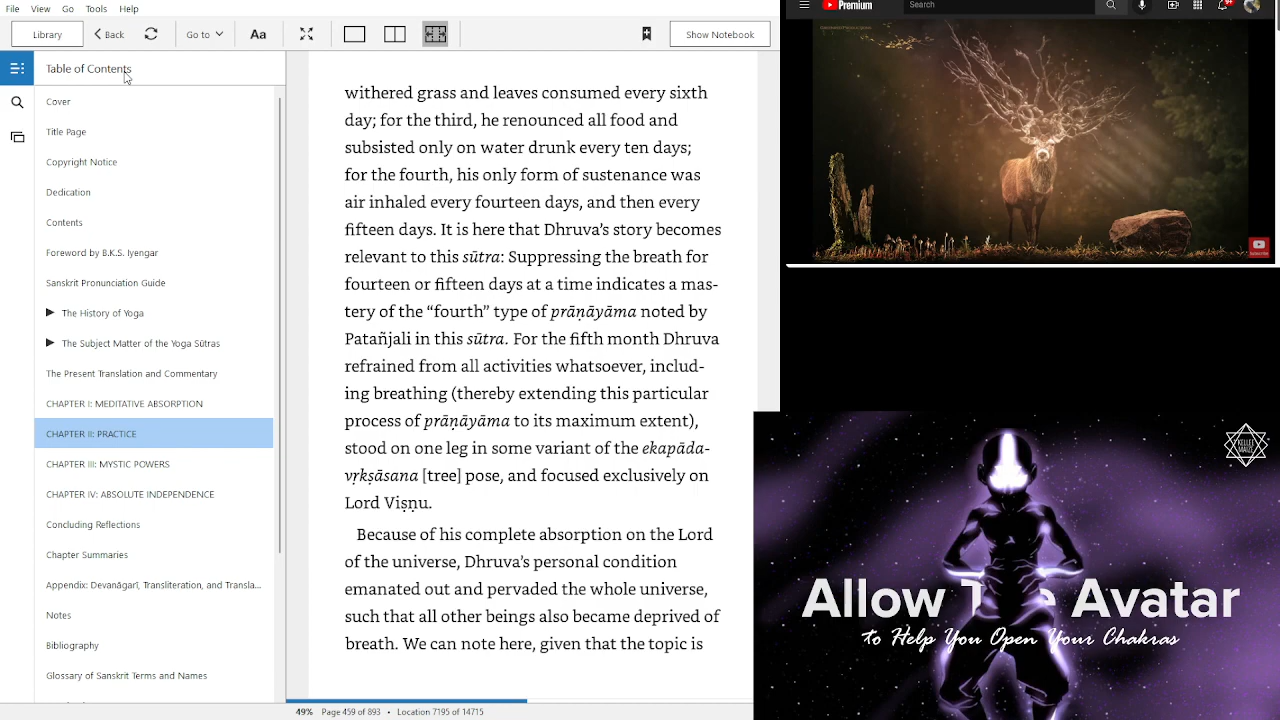 File View Go Tools Help
Library
Back
Go to
Aa
Show Notebook
Table of Contents
Cover
Title Page
Copyright Notice
Dedication
Contents
Foreword by B.K.S. Iyengar
Sanskrit Pronunciation Guide
The History of Yoga
The Subject Matter of the Yoga Sūtras
The Present Translation and Commentary
CHAPTER I: MEDITATIVE ABSORPTION
CHAPTER II: PRACTICE
CHAPTER III: MYSTIC POWERS
CHAPTER IV: ABSOLUTE INDEPENDENCE
Concluding Reflections
Chapter Summaries
Appendix: Devanāgarī, Transliteration, and Transla...
Notes
Bibliography
Glossary of Sanskrit Terms and Names
withered grass and leaves consumed every sixth
day; for the third, he renounced all food and
subsisted only on water drunk every ten days;
for the fourth, his only form of sustenance was
air inhaled every fourteen days, and then every
fifteen days. It is here that Dhruva’s story becomes
relevant to this sūtra: Suppressing the breath for
fourteen or fifteen days at a time indicates a mas-
tery of the “fourth” type of prāṇāyāma noted by
Patañjali in this sūtra. For the fifth month Dhruva
refrained from all activities whatsoever, includ-
ing breathing (thereby extending this particular
process of prāṇāyāma to its maximum extent),
stood on one leg in some variant of the ekapāda-
vṛkṣāsana [tree] pose, and focused exclusively on
Lord Viṣṇu.
Because of his complete absorption on the Lord
of the universe, Dhruva’s personal condition
emanated out and pervaded the whole universe,
such that all other beings also became deprived of
breath. We can note here, given that the topic is
49% Page 459 of 893 • Location 7195 of 14715
Premium
Search
9+
Subscribe
Allow T e Avatar
to Help You Open Your Chakras